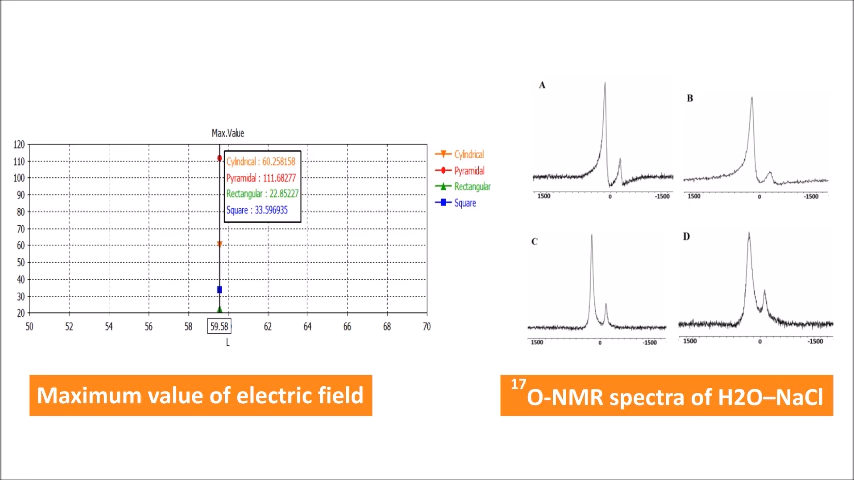 Max.Value
120
110
100
90
80
70
60
50
40
30
20
50 52 54 56 58 59.58 62 64 66 68 70
L
Cylindrical : 60.258158
Pyramidal : 111.68277
Rectangular : 22.85227
Square : 33.596935
Cylindrical
Pyramidal
Rectangular
Square
Maximum value of electric field
A
1500 0 -1500
B
1500 0 -1500
C
1500 0 -1500
D
1500 0 -1500
17O-NMR spectra of H2O–NaCl